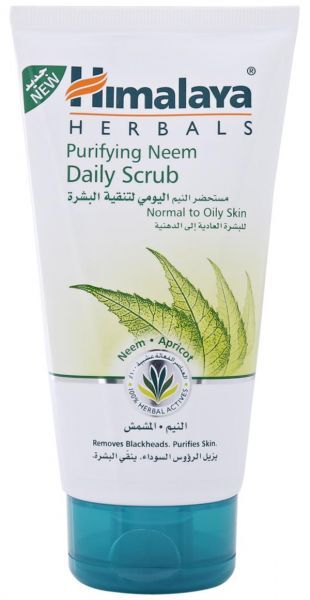 جديد
NEW
Himalaya®
HERBALS
Purifying Neem
Daily Scrub
مستحضر النيم اليومي لتنقية البشرة
Normal to Oily Skin
للبشرة العادية إلى الدهنية
Neem • Apricot
100% HERBAL ACTIVES
النيم • المشمش
Removes Blackheads. Purifies Skin.
يزيل الرؤوس السوداء. ينقّي البشرة.